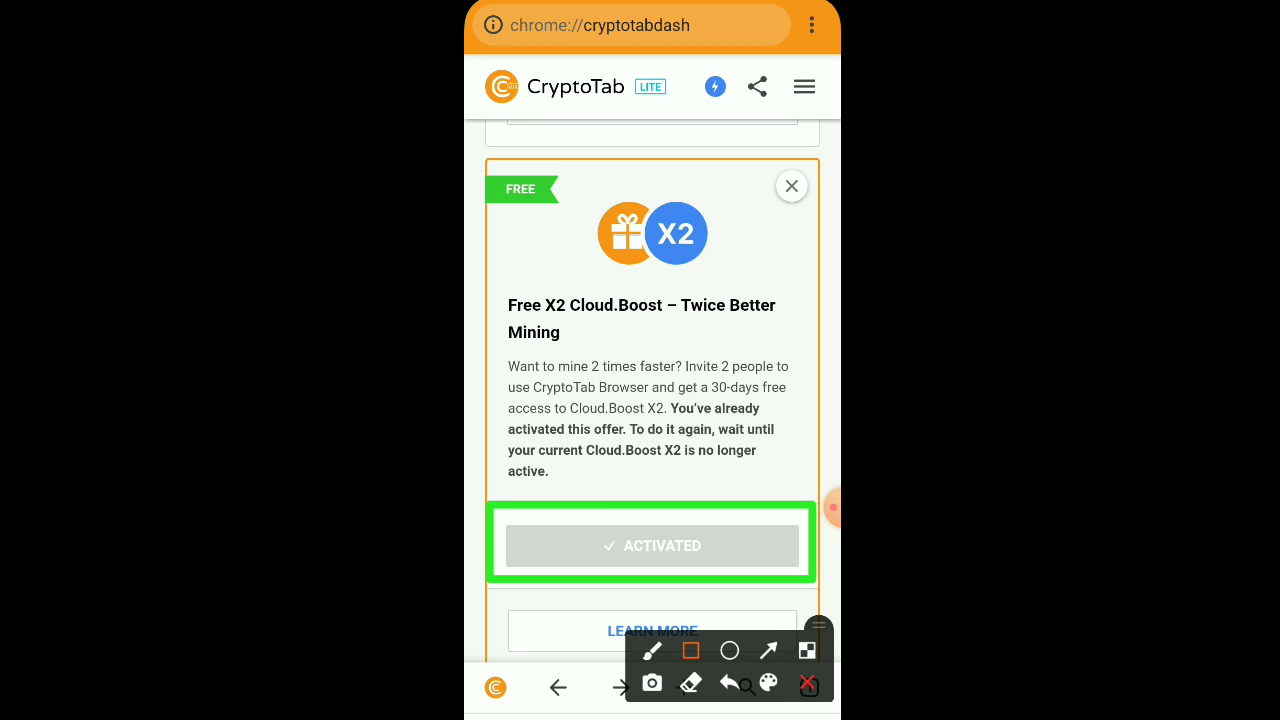 chrome://cryptotabdash
CryptoTab LITE
FREE
X2
Free X2 Cloud.Boost – Twice Better
Mining
Want to mine 2 times faster? Invite 2 people to
use CryptoTab Browser and get a 30-days free
access to Cloud.Boost X2. You've already
activated this offer. To do it again, wait until
your current Cloud.Boost X2 is no longer
active.
ACTIVATED
LEARN MORE